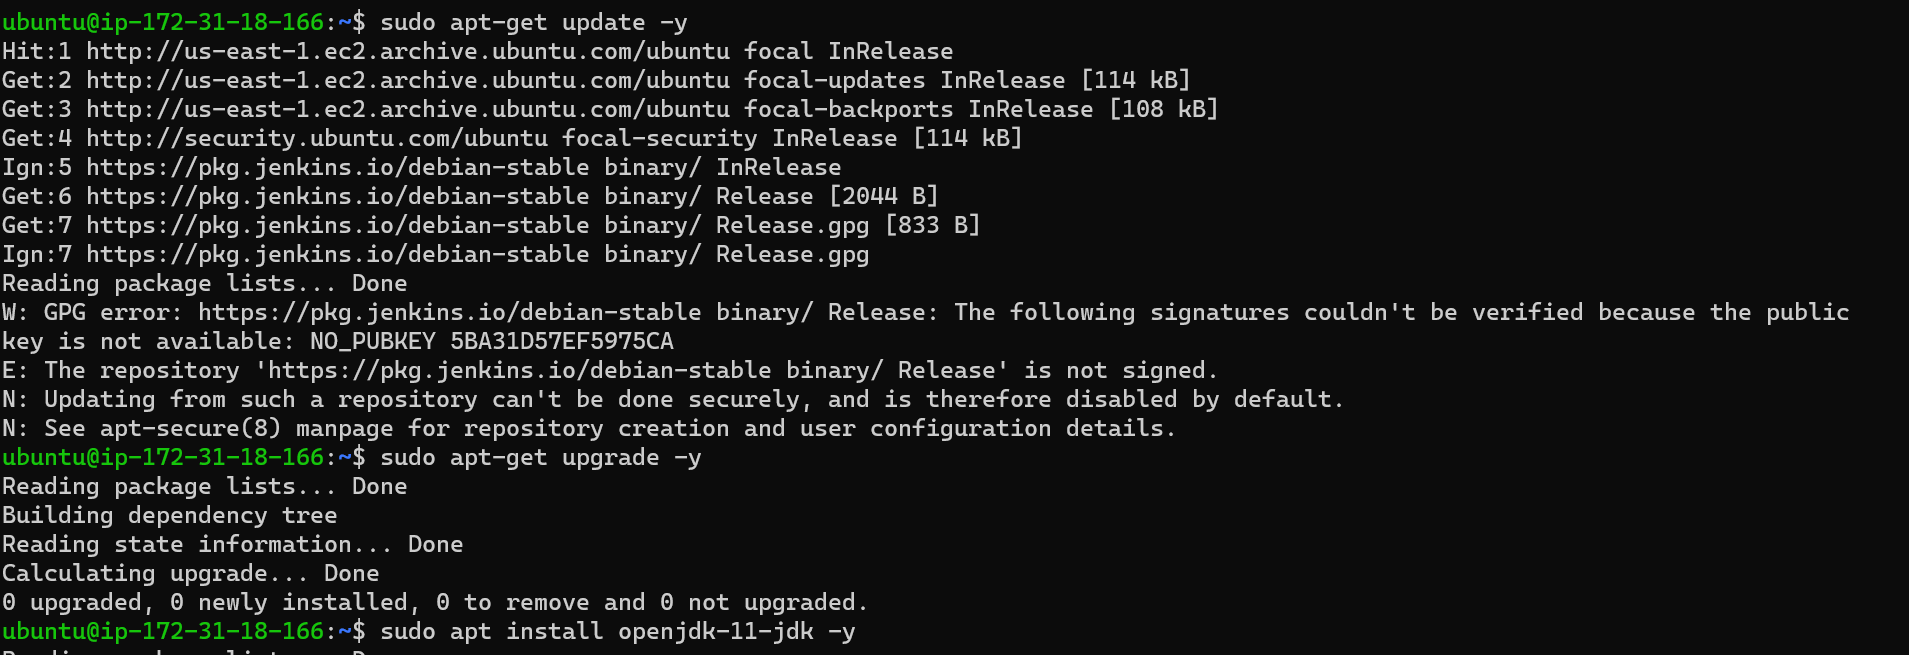 ubuntu@ip-172-31-18-166:~$ sudo apt-get update -y
Hit:1 http://us-east-1.ec2.archive.ubuntu.com/ubuntu focal InRelease
Get:2 http://us-east-1.ec2.archive.ubuntu.com/ubuntu focal-updates InRelease [114 kB]
Get:3 http://us-east-1.ec2.archive.ubuntu.com/ubuntu focal-backports InRelease [108 kB]
Get:4 http://security.ubuntu.com/ubuntu focal-security InRelease [114 kB]
Ign:5 https://pkg.jenkins.io/debian-stable binary/ InRelease
Get:6 https://pkg.jenkins.io/debian-stable binary/ Release [2044 B]
Get:7 https://pkg.jenkins.io/debian-stable binary/ Release.gpg [833 B]
Ign:7 https://pkg.jenkins.io/debian-stable binary/ Release.gpg
Reading package lists... Done
W: GPG error: https://pkg.jenkins.io/debian-stable binary/ Release: The following signatures couldn't be verified because the public
key is not available: NO_PUBKEY 5BA31D57EF5975CA
E: The repository 'https://pkg.jenkins.io/debian-stable binary/ Release' is not signed.
N: Updating from such a repository can't be done securely, and is therefore disabled by default.
N: See apt-secure(8) manpage for repository creation and user configuration details.
ubuntu@ip-172-31-18-166:~$ sudo apt-get upgrade -y
Reading package lists... Done
Building dependency tree
Reading state information... Done
Calculating upgrade... Done
0 upgraded, 0 newly installed, 0 to remove and 0 not upgraded.
ubuntu@ip-172-31-18-166:~$ sudo apt install openjdk-11-jdk -y